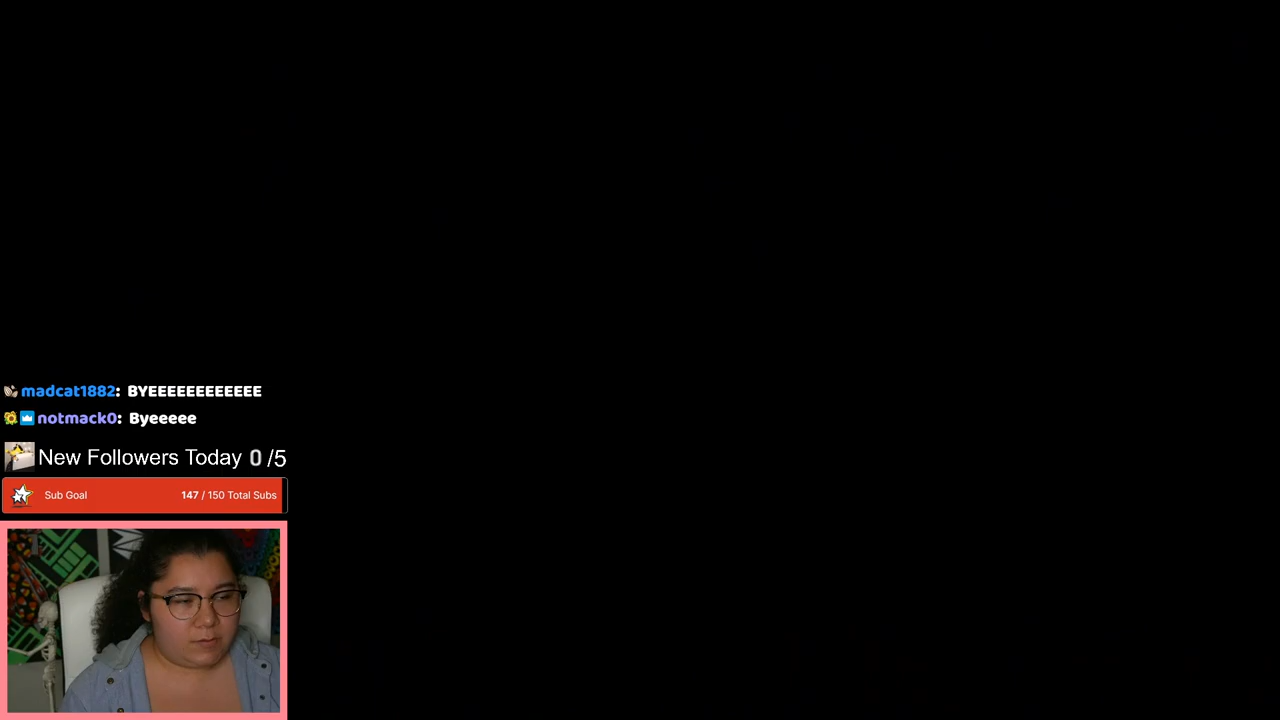 madcat1882: BYEEEEEEEEEEEE
notmack0: Byeeeee
New Followers Today 0 /5
Sub Goal 147 / 150 Total Subs